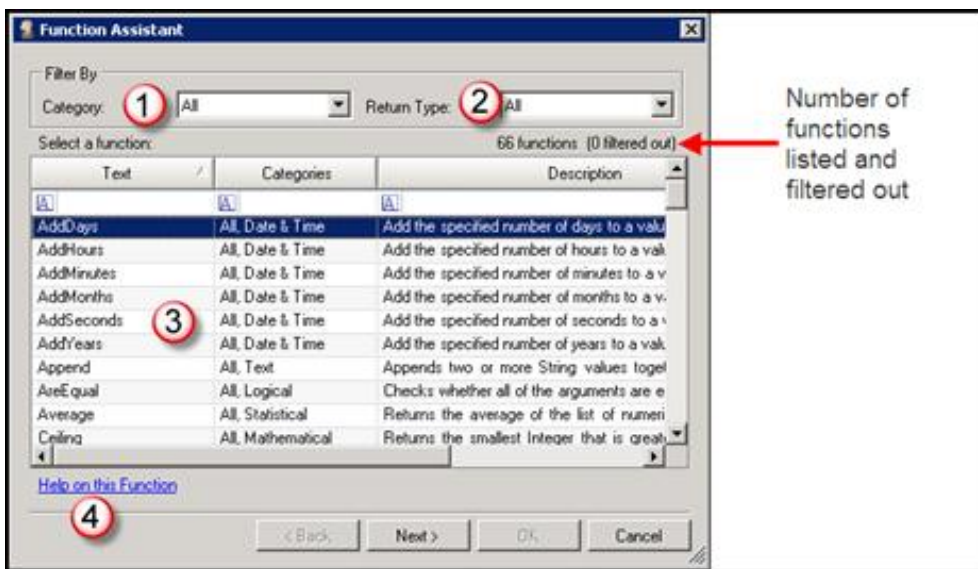 Function Assistant
Filter By
Category: 1 All Return Type: 2 All
Select a function: 66 functions (0 filtered out)
Number of
functions
listed and
filtered out
Text Categories Description
A A A
AddDays All, Date & Time Add the specified number of days to a valu
AddHours All, Date & Time Add the specified number of hours to a val
AddMinutes All, Date & Time Add the specified number of minutes to a v
AddMonths All, Date & Time Add the specified number of months to a v
AddSeconds 3 All, Date & Time Add the specified number of seconds to a
AddYears All, Date & Time Add the specified number of years to a valu
Append All, Text Appends two or more String values toget
AreEqual All, Logical Checks whether all of the arguments are e
Average All, Statistical Returns the average of the list of numeri
Ceiling All, Mathematical Returns the smallest Integer that is great
Help on this Function
4
< Back Next > OK Cancel